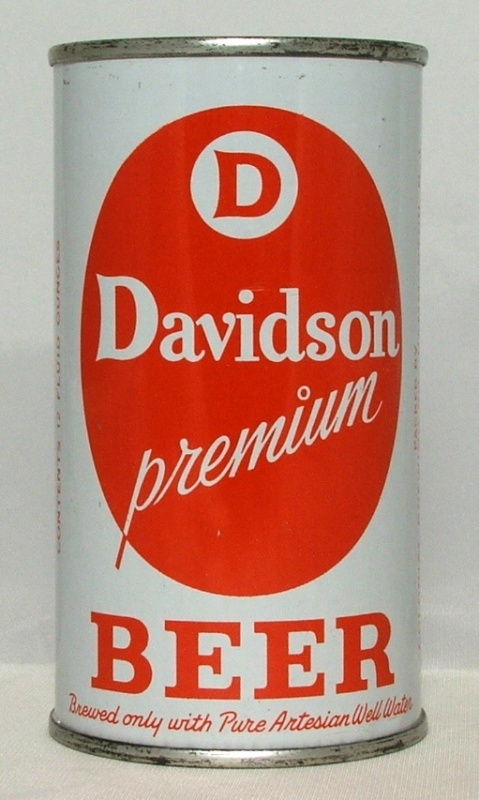 D
Davidson
premium
BEER
Brewed only with Pure Artesian Well Water
CONTENTS 12 FLUID OUNCES